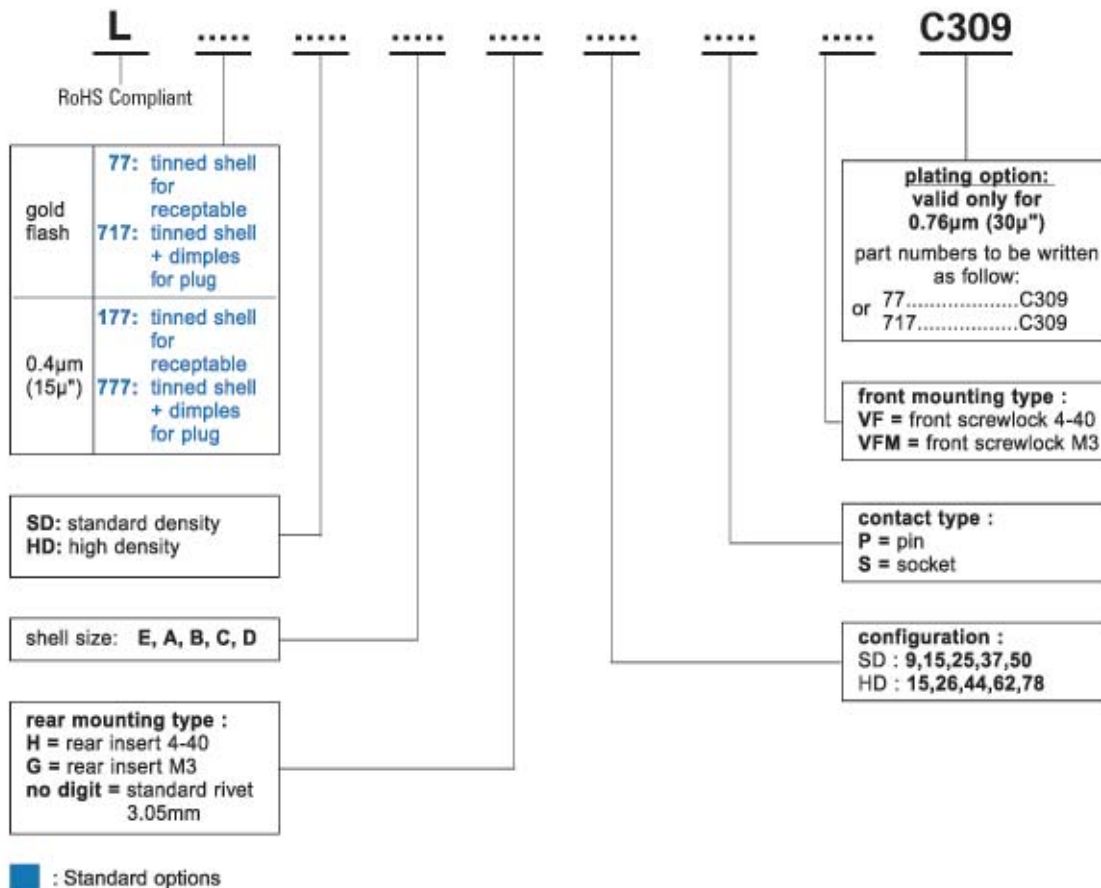 L ..... ..... ..... ..... ..... ..... ..... C309
RoHS Compliant
gold
flash
77: tinned shell
for
receptable
717: tinned shell
+ dimples
for plug
0.4µm
(15µ")
177: tinned shell
for
receptable
777: tinned shell
+ dimples
for plug
SD: standard density
HD: high density
shell size: E, A, B, C, D
rear mounting type :
H = rear insert 4-40
G = rear insert M3
no digit = standard rivet
3.05mm
plating option:
valid only for
0.76µm (30µ")
part numbers to be written
as follow:
77...................C309
or
717.................C309
front mounting type :
VF = front screwlock 4-40
VFM = front screwlock M3
contact type :
P = pin
S = socket
configuration :
SD : 9,15,25,37,50
HD : 15,26,44,62,78
: Standard options